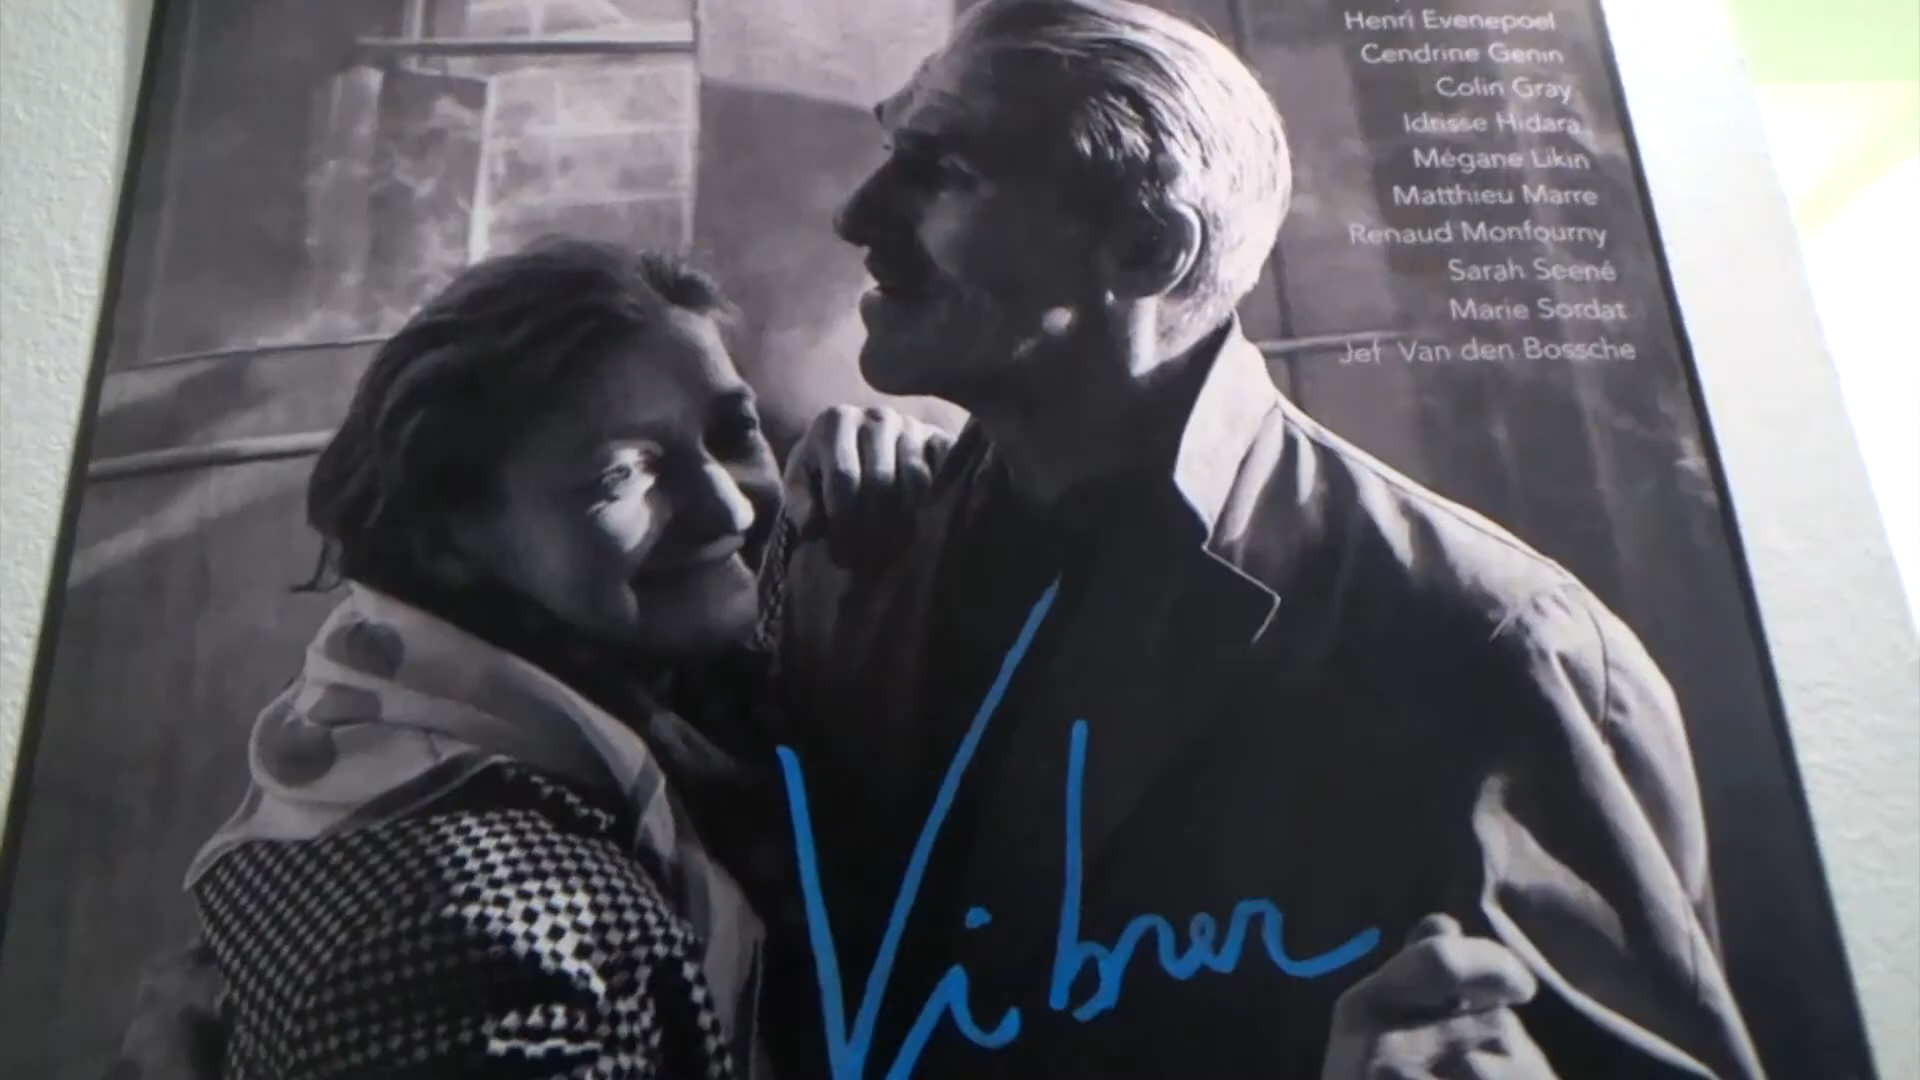 Henri Evenepoel
Cendrine Genin
Colin Gray
Idrisse Hidara
Mégane Likin
Matthieu Marre
Renaud Monfourny
Sarah Seené
Marie Sordat
Jef Van den Bossche
Vibrer